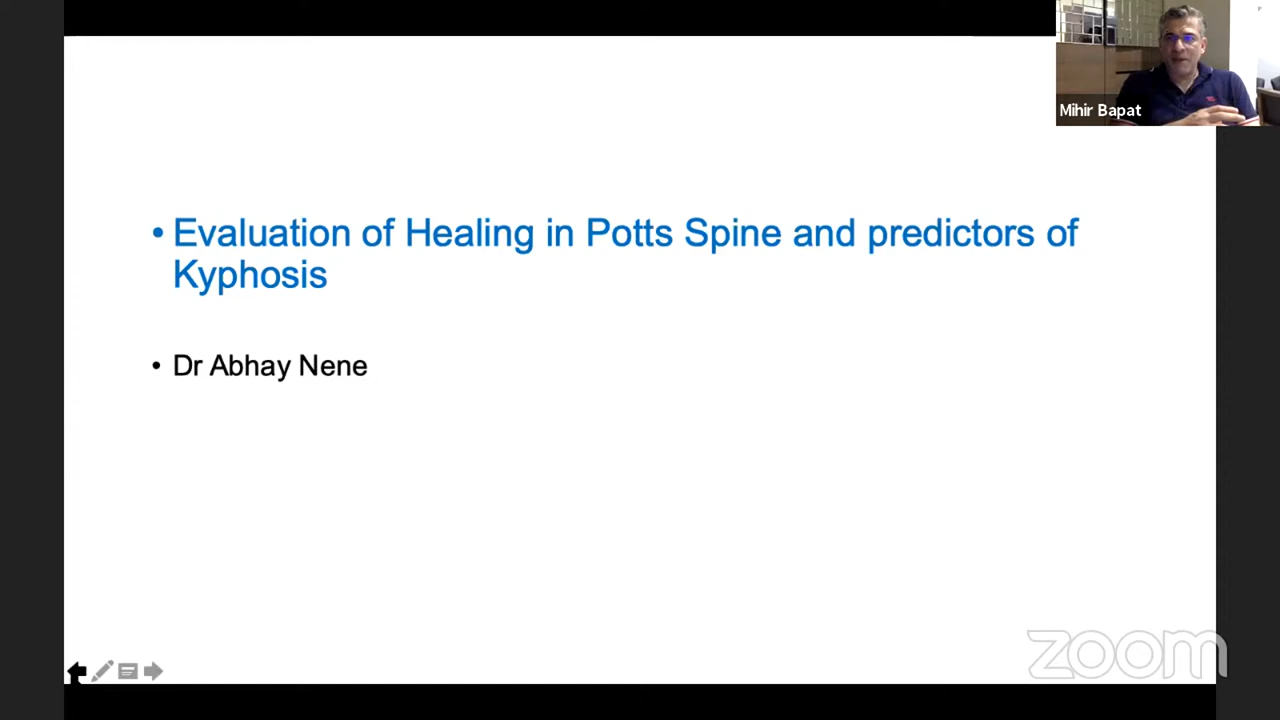 Mihir Bapat
• Evaluation of Healing in Potts Spine and predictors of
Kyphosis
• Dr Abhay Nene
zoom